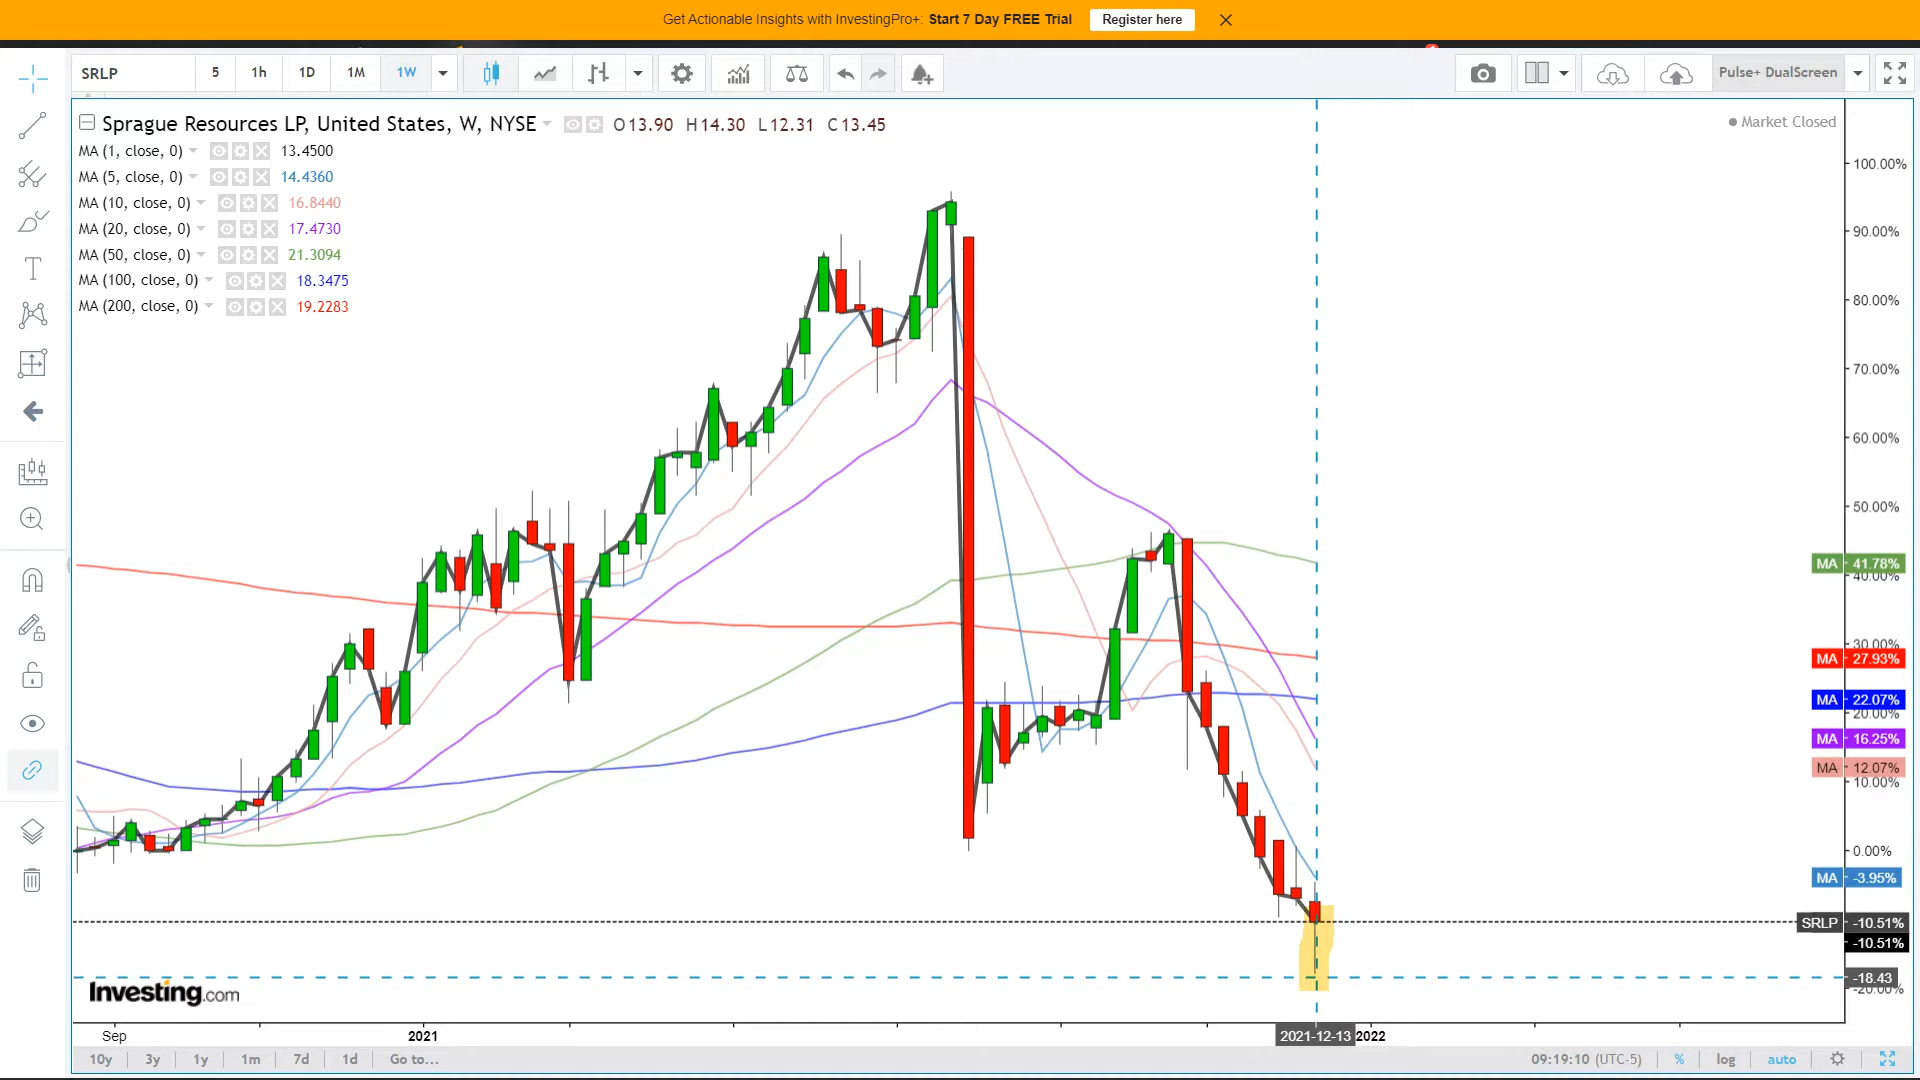 Get Actionable Insights with InvestingPro+: Start 7 Day FREE Trial Register here
SRLP 5 1h 1D 1M 1W Pulse+ DualScreen
Sprague Resources LP, United States, W, NYSE O13.90 H14.30 L12.31 C13.45
Market Closed
MA (1, close, 0) 13.4500
MA (5, close, 0) 14.4360
MA (10, close, 0) 16.8440
MA (20, close, 0) 17.4730
MA (50, close, 0) 21.3094
MA (100, close, 0) 18.3475
MA (200, close, 0) 19.2283
100.00%
90.00%
80.00%
70.00%
60.00%
50.00%
MA 41.78%
40.00%
30.00%
MA 27.93%
MA 22.07%
20.00%
MA 16.25%
MA 12.07%
10.00%
0.00%
MA -3.95%
SRLP -10.51%
-10.51%
-18.43
-20.00%
Investing.com
Sep 2021 2021-12-13 2022
10y 3y 1y 1m 7d 1d Go to... 09:19:10 (UTC-5) % log auto